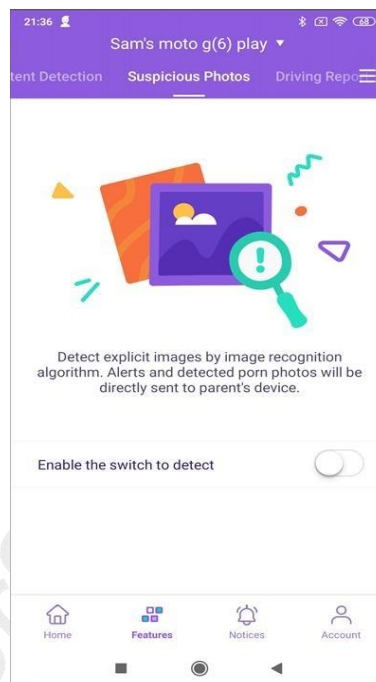 21:36 68
Sam's moto g(6) play
tent Detection Suspicious Photos Driving Repo
Detect explicit images by image recognition
algorithm. Alerts and detected porn photos will be
directly sent to parent's device.
Enable the switch to detect
Home Features Notices Account